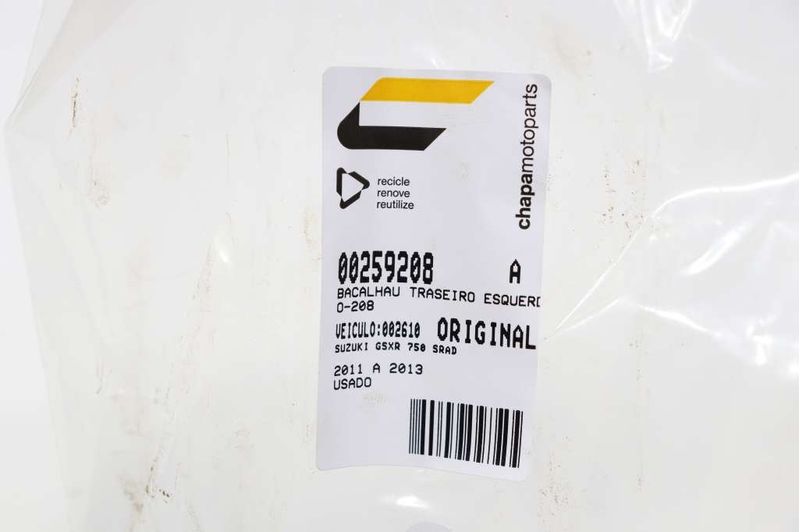 chapamotoparts
recicle
renove
reutilize
00259208 A
BACALHAU TRASEIRO ESQUERD
O-208
VEICULO:002610 ORIGINAL
SUZUKI GSXR 750 SRAD
2011 A 2013
USADO